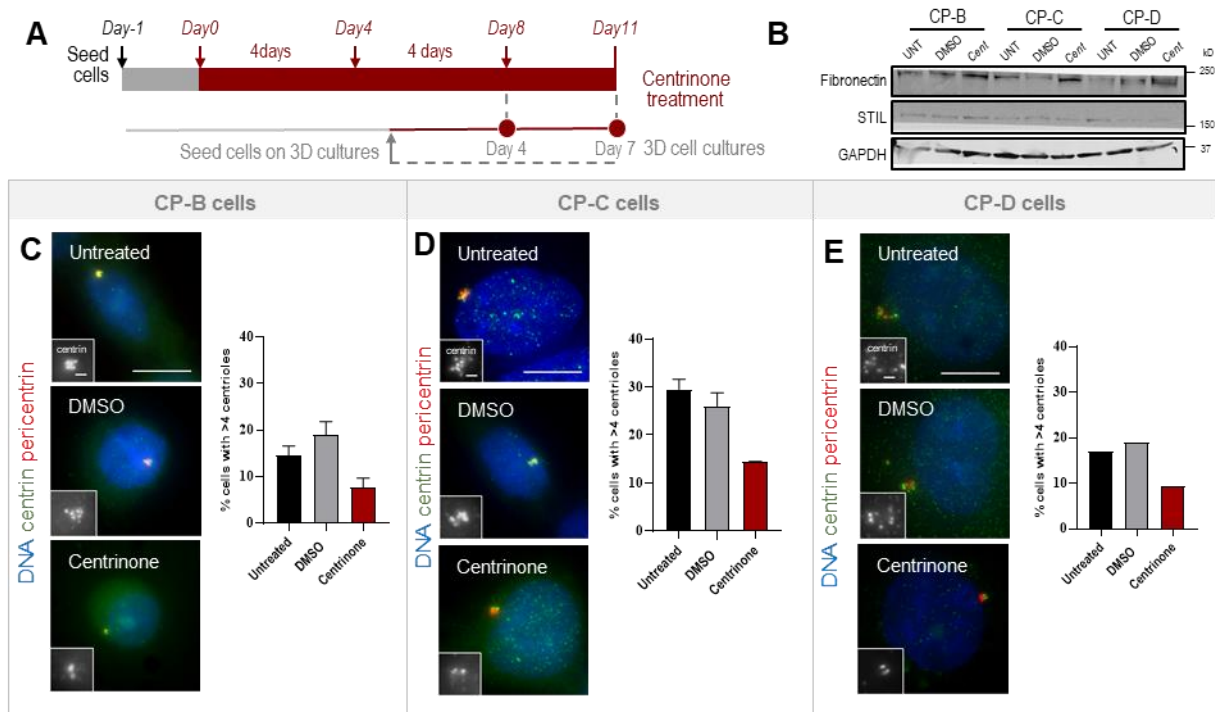 A
Day-1
Day0
Day4
Day8
Day11
Seed
cells
4days
4 days
Centrinone
treatment
Seed cells on 3D cultures
Day 4
Day 7
3D cell cultures
B
CP-B
CP-C
CP-D
UNT
DMSO
Cent
UNT
DMSO
Cent
UNT
DMSO
Cent
kD
Fibronectin
250
STIL
150
GAPDH
37
CP-B cells
CP-C cells
CP-D cells
C
DNA centrin pericentrin
Untreated
centrin
DMSO
Centrinone
% cells with >4 centrioles
40
30
20
10
0
Untreated
DMSO
Centrinone
D
DNA centrin pericentrin
Untreated
centrin
DMSO
Centrinone
% cells with >4 centrioles
40
30
20
10
0
Untreated
DMSO
Centrinone
E
DNA centrin pericentrin
Untreated
centrin
DMSO
Centrinone
% cells with >4 centrioles
40
30
20
10
0
Untreated
DMSO
Centrinone